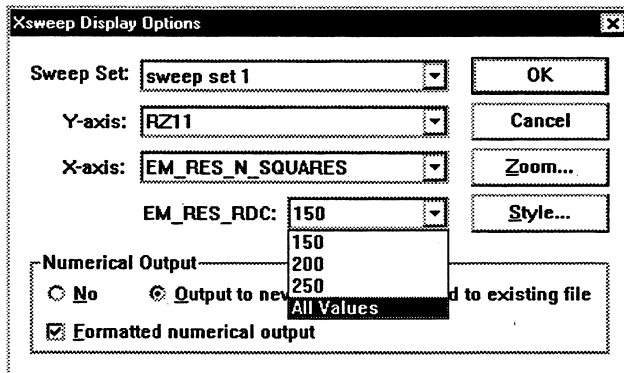 Xsweep Display Options
Sweep Set: sweep set 1 OK
Y-axis: RZ11 Cancel
X-axis: EM_RES_N_SQUARES Zoom...
EM_RES_RDC: 150 Style...
150
200
250
All Values
Numerical Output
No Output to new d to existing file
Formatted numerical output